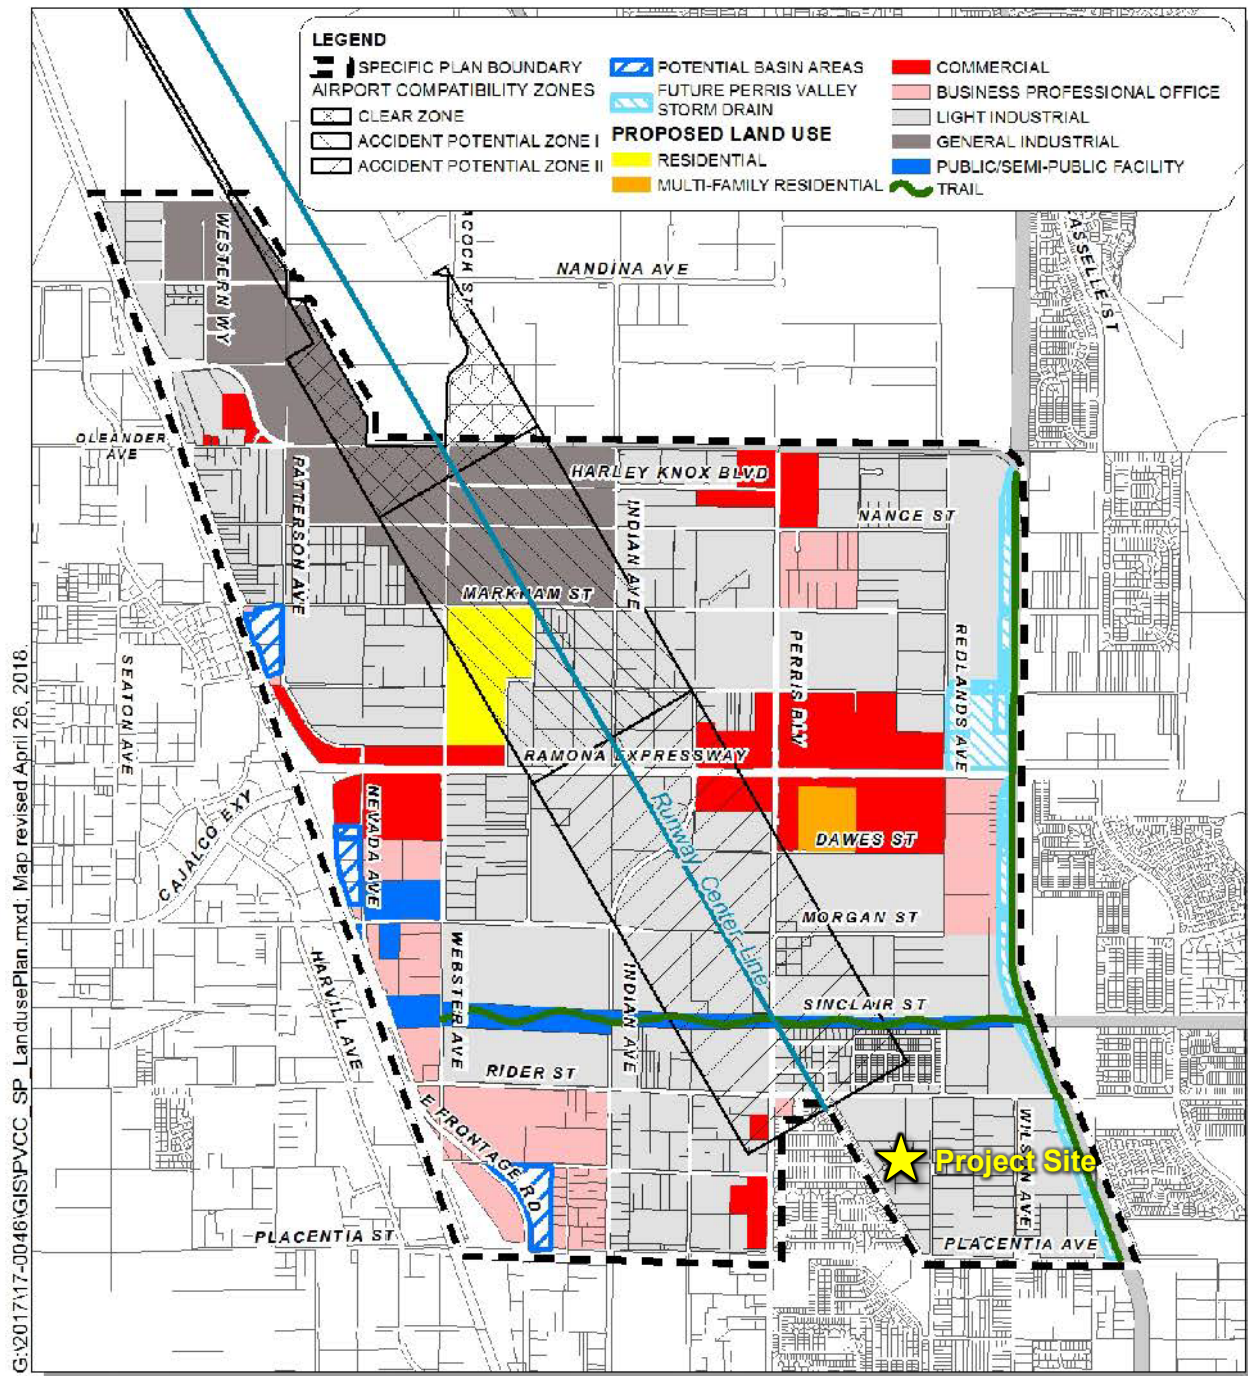 LEGEND
SPECIFIC PLAN BOUNDARY
AIRPORT COMPATIBILITY ZONES
CLEAR ZONE
ACCIDENT POTENTIAL ZONE I
ACCIDENT POTENTIAL ZONE II
POTENTIAL BASIN AREAS
FUTURE PERRIS VALLEY
STORM DRAIN
PROPOSED LAND USE
RESIDENTIAL
MULTI-FAMILY RESIDENTIAL
COMMERCIAL
BUSINESS PROFESSIONAL OFFICE
LIGHT INDUSTRIAL
GENERAL INDUSTRIAL
PUBLIC/SEMI-PUBLIC FACILITY
TRAIL
WESTERN WY
NANDINA AVE
OLEANDER
AVE
PATTERSON AVE
HARLEY KNOX BLVD
INDIAN AVE
NANCE ST
MARKHAM ST
SEATON AVE
PERRIS BLV
REDLANDS AVE
RAMONA EXPRESSWAY
NEVADA AVE
CAJALCO EXY
Runway Center Line
DAWES ST
MORGAN ST
HARVILL AVE
WEBSTER AVE
INDIAN AVE
SINCLAIR ST
RIDER ST
E FRONTAGE RD
WILSON AVE
Project Site
PLACENTIA ST
PLACENTIA AVE
G:\2017\17-0046\GIS\PVCC_SP_LandusePlan.mxd; Map revised April 26, 2018.